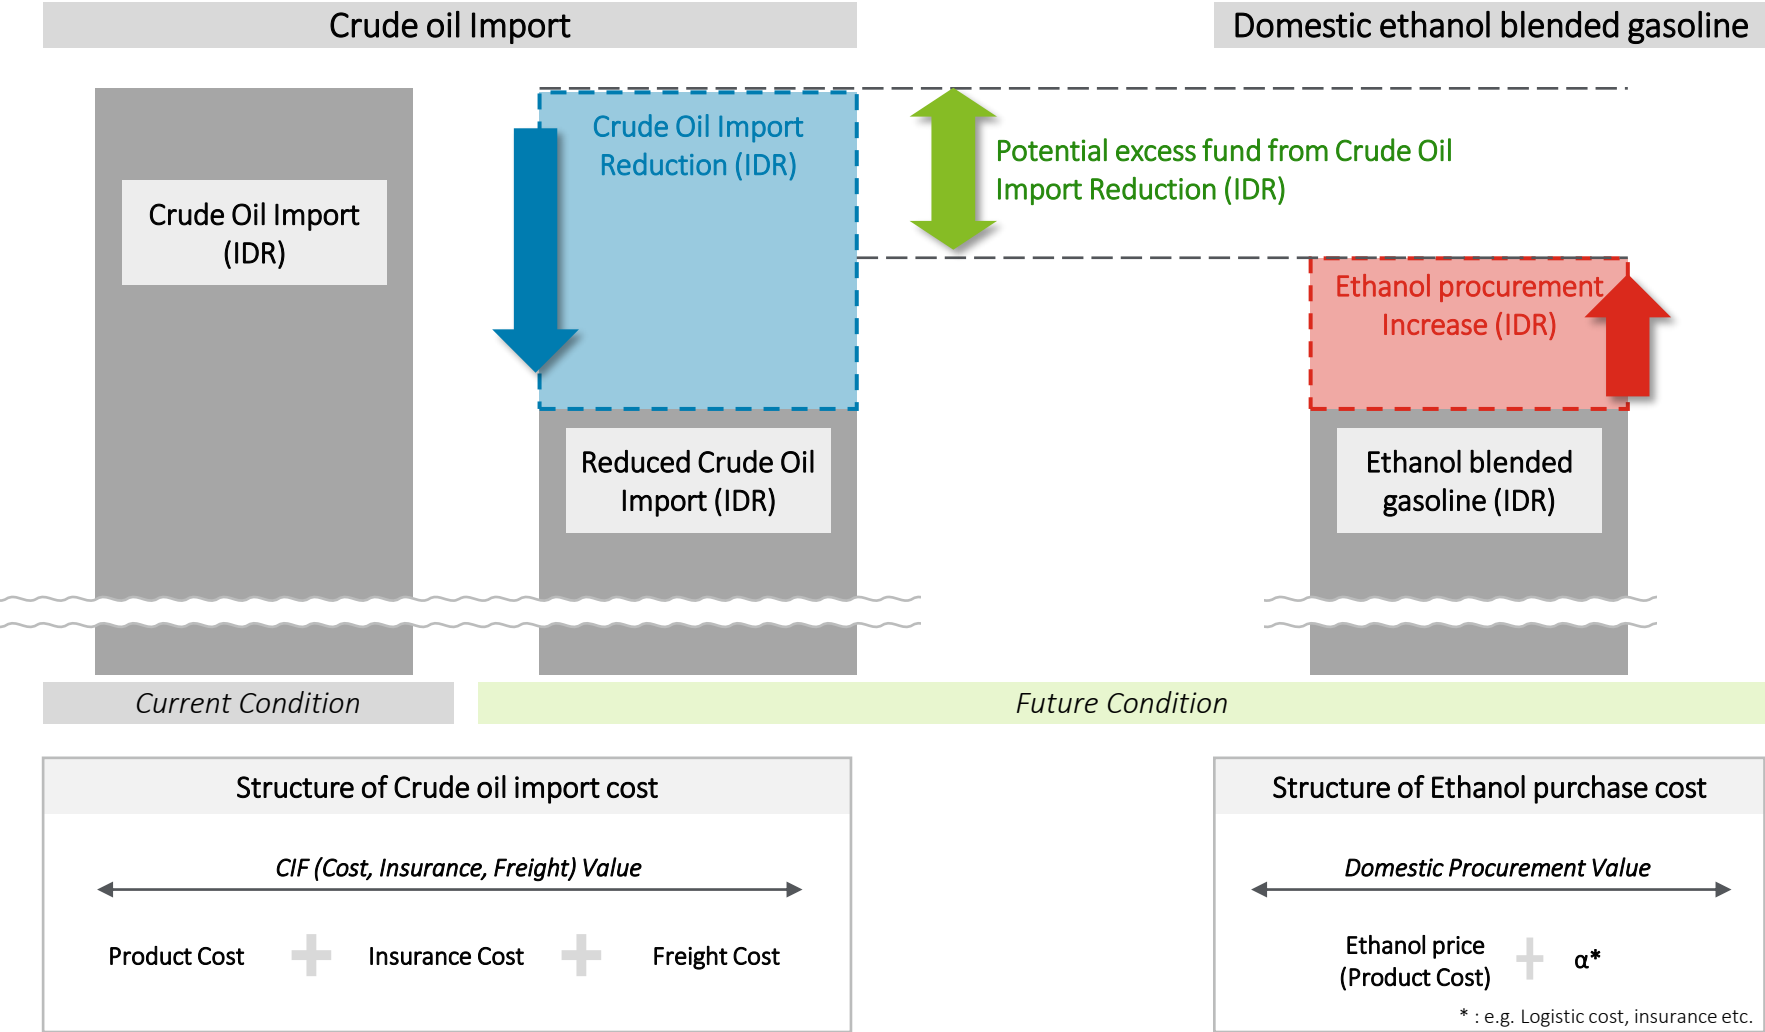 Crude oil Import
Domestic ethanol blended gasoline
Crude Oil Import
(IDR)
Crude Oil Import
Reduction (IDR)
Potential excess fund from Crude Oil
Import Reduction (IDR)
Ethanol procurement
Increase (IDR)
Reduced Crude Oil
Import (IDR)
Ethanol blended
gasoline (IDR)
Current Condition
Future Condition
Structure of Crude oil import cost
CIF (Cost, Insurance, Freight) Value
Product Cost + Insurance Cost + Freight Cost
Structure of Ethanol purchase cost
Domestic Procurement Value
Ethanol price
(Product Cost) + α*
* : e.g. Logistic cost, insurance etc.